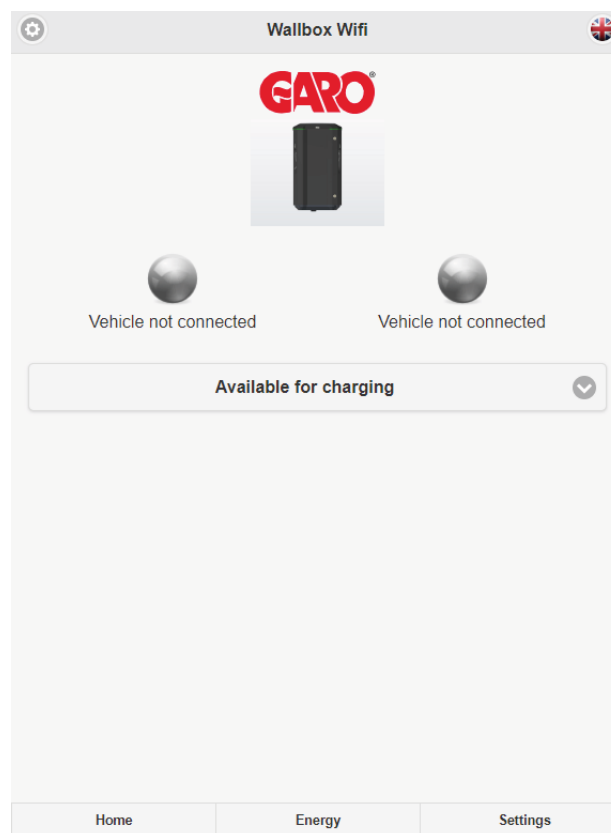 Wallbox Wifi
GARO®
Vehicle not connected
Vehicle not connected
Available for charging
Home
Energy
Settings